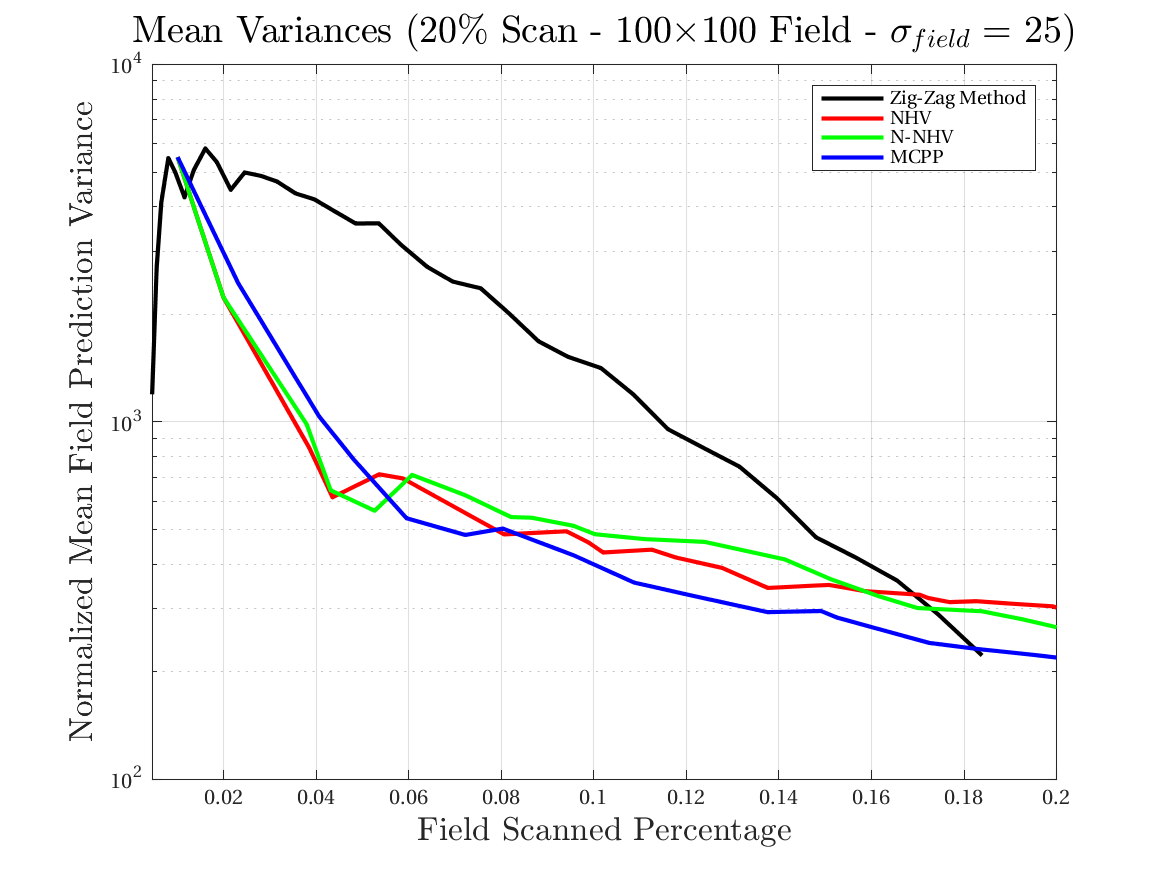 Mean Variances (20% Scan - 100×100 Field - σ_field = 25)
Normalized Mean Field Prediction Variance
10^4
10^3
10^2
Zig-Zag Method
NHV
N-NHV
MCPP
0.02 0.04 0.06 0.08 0.1 0.12 0.14 0.16 0.18 0.2
Field Scanned Percentage